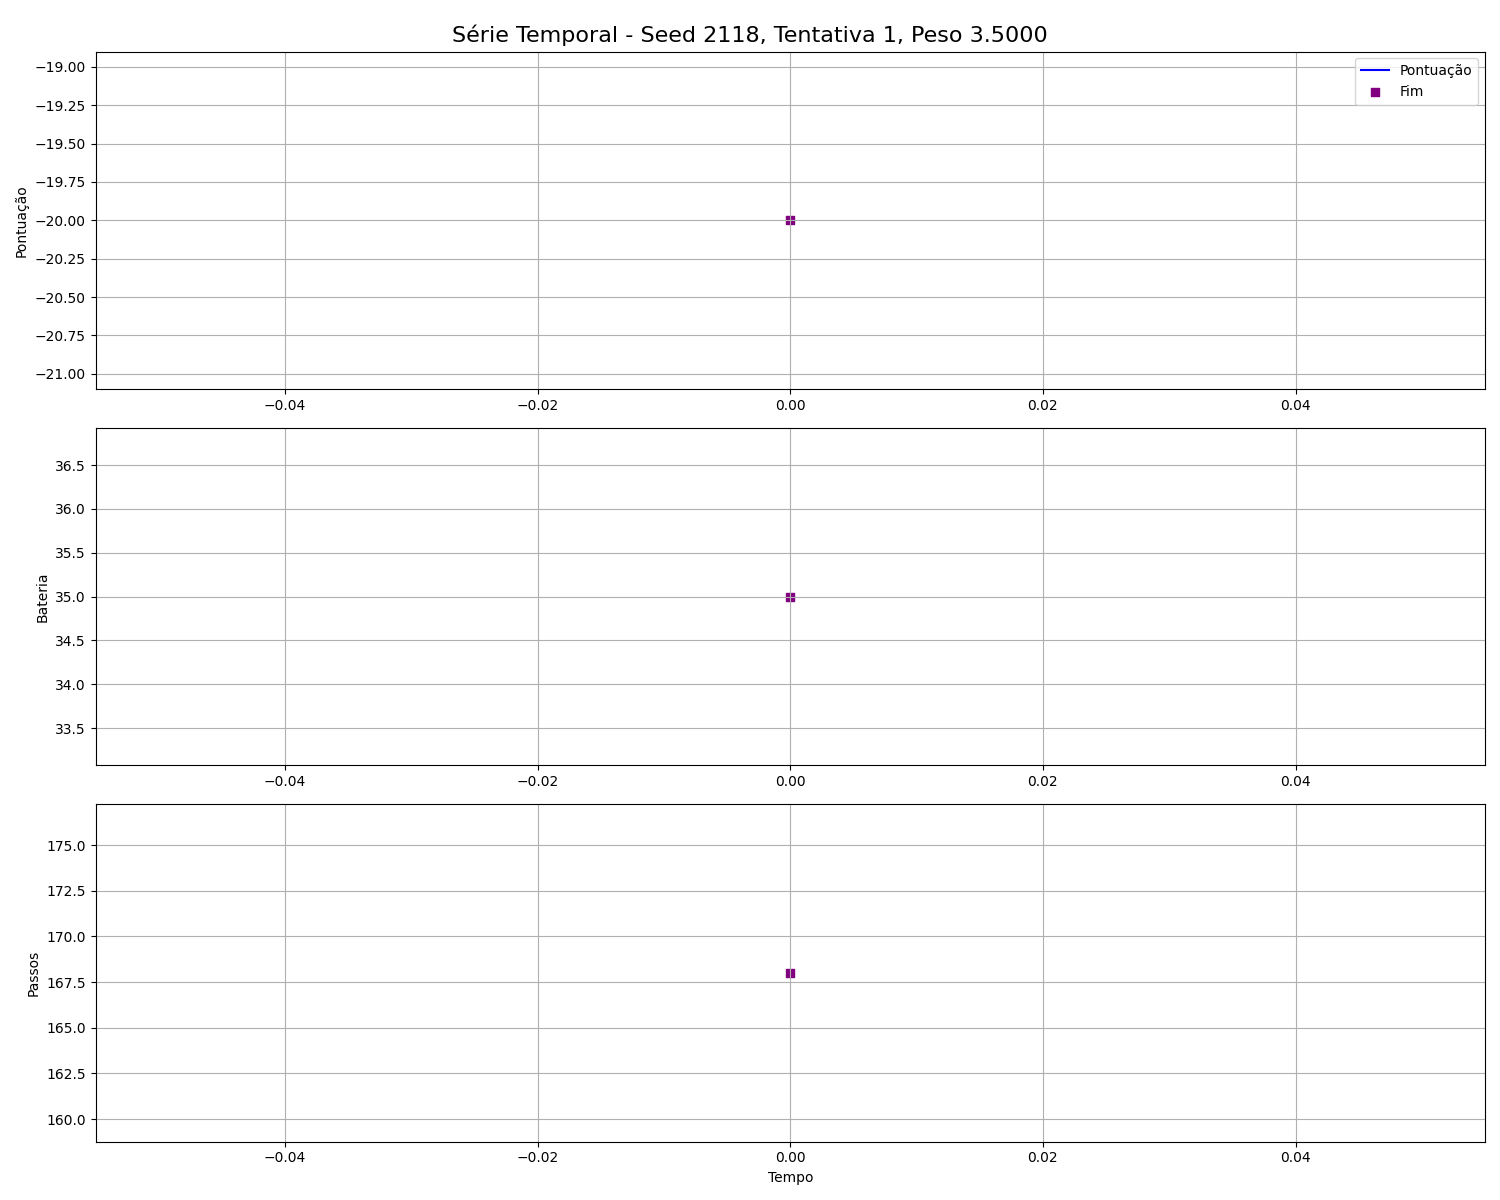 Série Temporal - Seed 2118, Tentativa 1, Peso 3.5000
Pontuação
Fim
−19.00
−19.25
−19.50
−19.75
−20.00
−20.25
−20.50
−20.75
−21.00
Pontuação
−0.04 −0.02 0.00 0.02 0.04
36.5
36.0
35.5
35.0
34.5
34.0
33.5
Bateria
−0.04 −0.02 0.00 0.02 0.04
175.0
172.5
170.0
167.5
165.0
162.5
160.0
Passos
−0.04 −0.02 0.00 0.02 0.04
Tempo